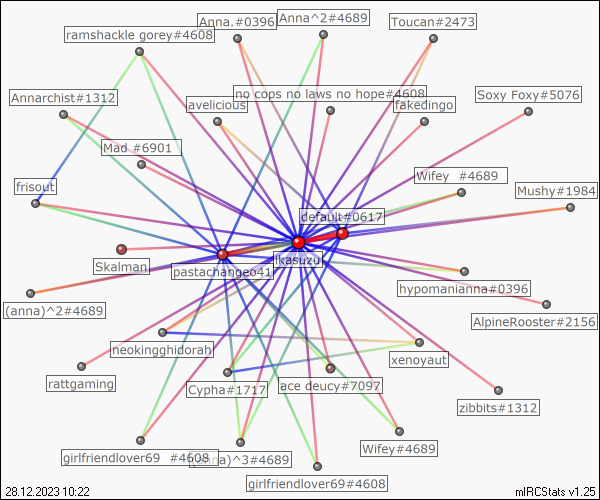 ramshackle gorey#4608
Anna.#0396
Anna^2#4689
Toucan#2473
Annarchist#1312
avelicious
no cops no laws no hope#4608
fakedingo
Soxy Foxy#5076
Mad #6901
frisout
Wifey  #4689
Mushy#1984
default#0617
Skalman
pastachangeo41
ikasuzu
hypomanianna#0396
(anna)^2#4689
AlpineRooster#2156
neokingghidorah
xenoyaut
rattgaming
Cypha#1717
ace deucy#7097
zibbits#1312
girlfriendlover69  #4608
(anna)^3#4689
Wifey#4689
girlfriendlover69#4608
28.12.2023 10:22
mIRCStats v1.25